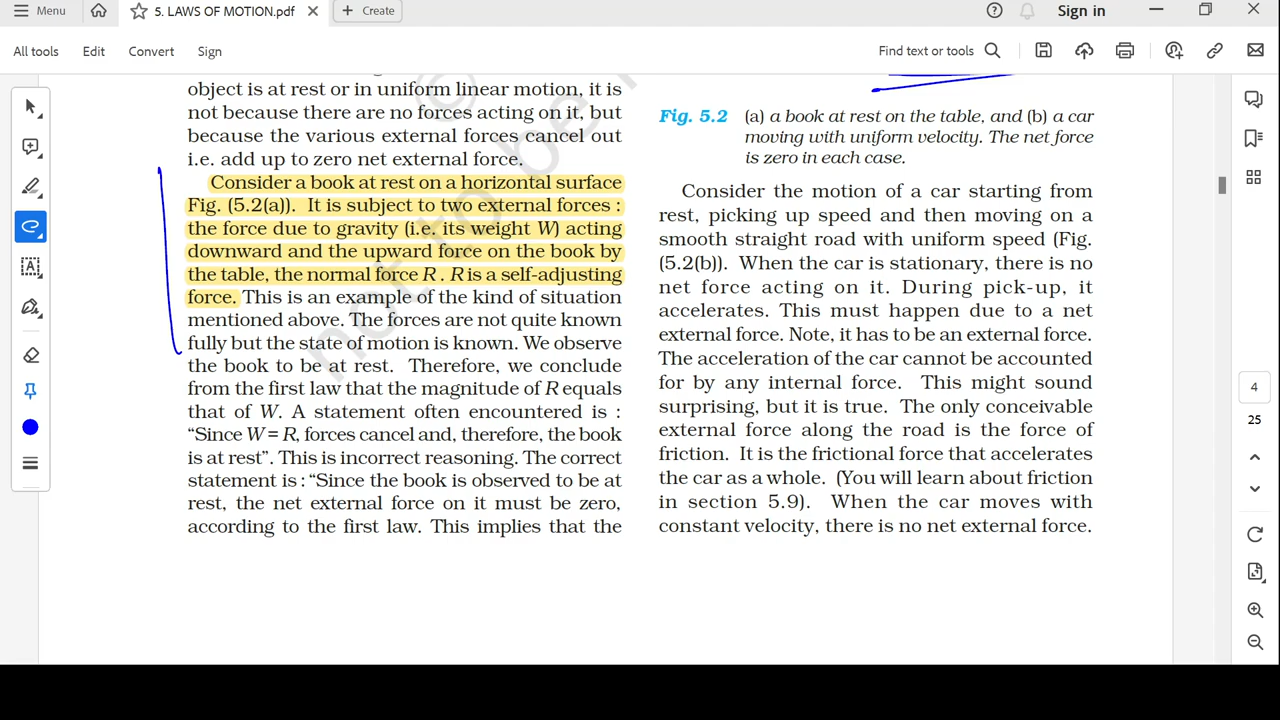 Menu
5. LAWS OF MOTION.pdf
Create
Sign in
All tools
Edit
Convert
Sign
Find text or tools
object is at rest or in uniform linear motion, it is
not because there are no forces acting on it, but
because the various external forces cancel out
i.e. add up to zero net external force.
Consider a book at rest on a horizontal surface
Fig. (5.2(a)). It is subject to two external forces :
the force due to gravity (i.e. its weight W) acting
downward and the upward force on the book by
the table, the normal force R . R is a self-adjusting
force. This is an example of the kind of situation
mentioned above. The forces are not quite known
fully but the state of motion is known. We observe
the book to be at rest. Therefore, we conclude
from the first law that the magnitude of R equals
that of W. A statement often encountered is :
“Since W = R, forces cancel and, therefore, the book
is at rest”. This is incorrect reasoning. The correct
statement is : “Since the book is observed to be at
rest, the net external force on it must be zero,
according to the first law. This implies that the
Fig. 5.2 (a) a book at rest on the table, and (b) a car
moving with uniform velocity. The net force
is zero in each case.
Consider the motion of a car starting from
rest, picking up speed and then moving on a
smooth straight road with uniform speed (Fig.
(5.2(b)). When the car is stationary, there is no
net force acting on it. During pick-up, it
accelerates. This must happen due to a net
external force. Note, it has to be an external force.
The acceleration of the car cannot be accounted
for by any internal force. This might sound
surprising, but it is true. The only conceivable
external force along the road is the force of
friction. It is the frictional force that accelerates
the car as a whole. (You will learn about friction
in section 5.9). When the car moves with
constant velocity, there is no net external force.
not to be
©
4
25